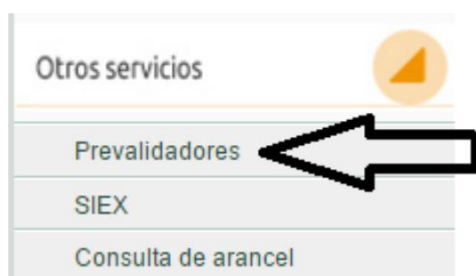 Otros servicios
Prevalidadores
SIEX
Consulta de arancel